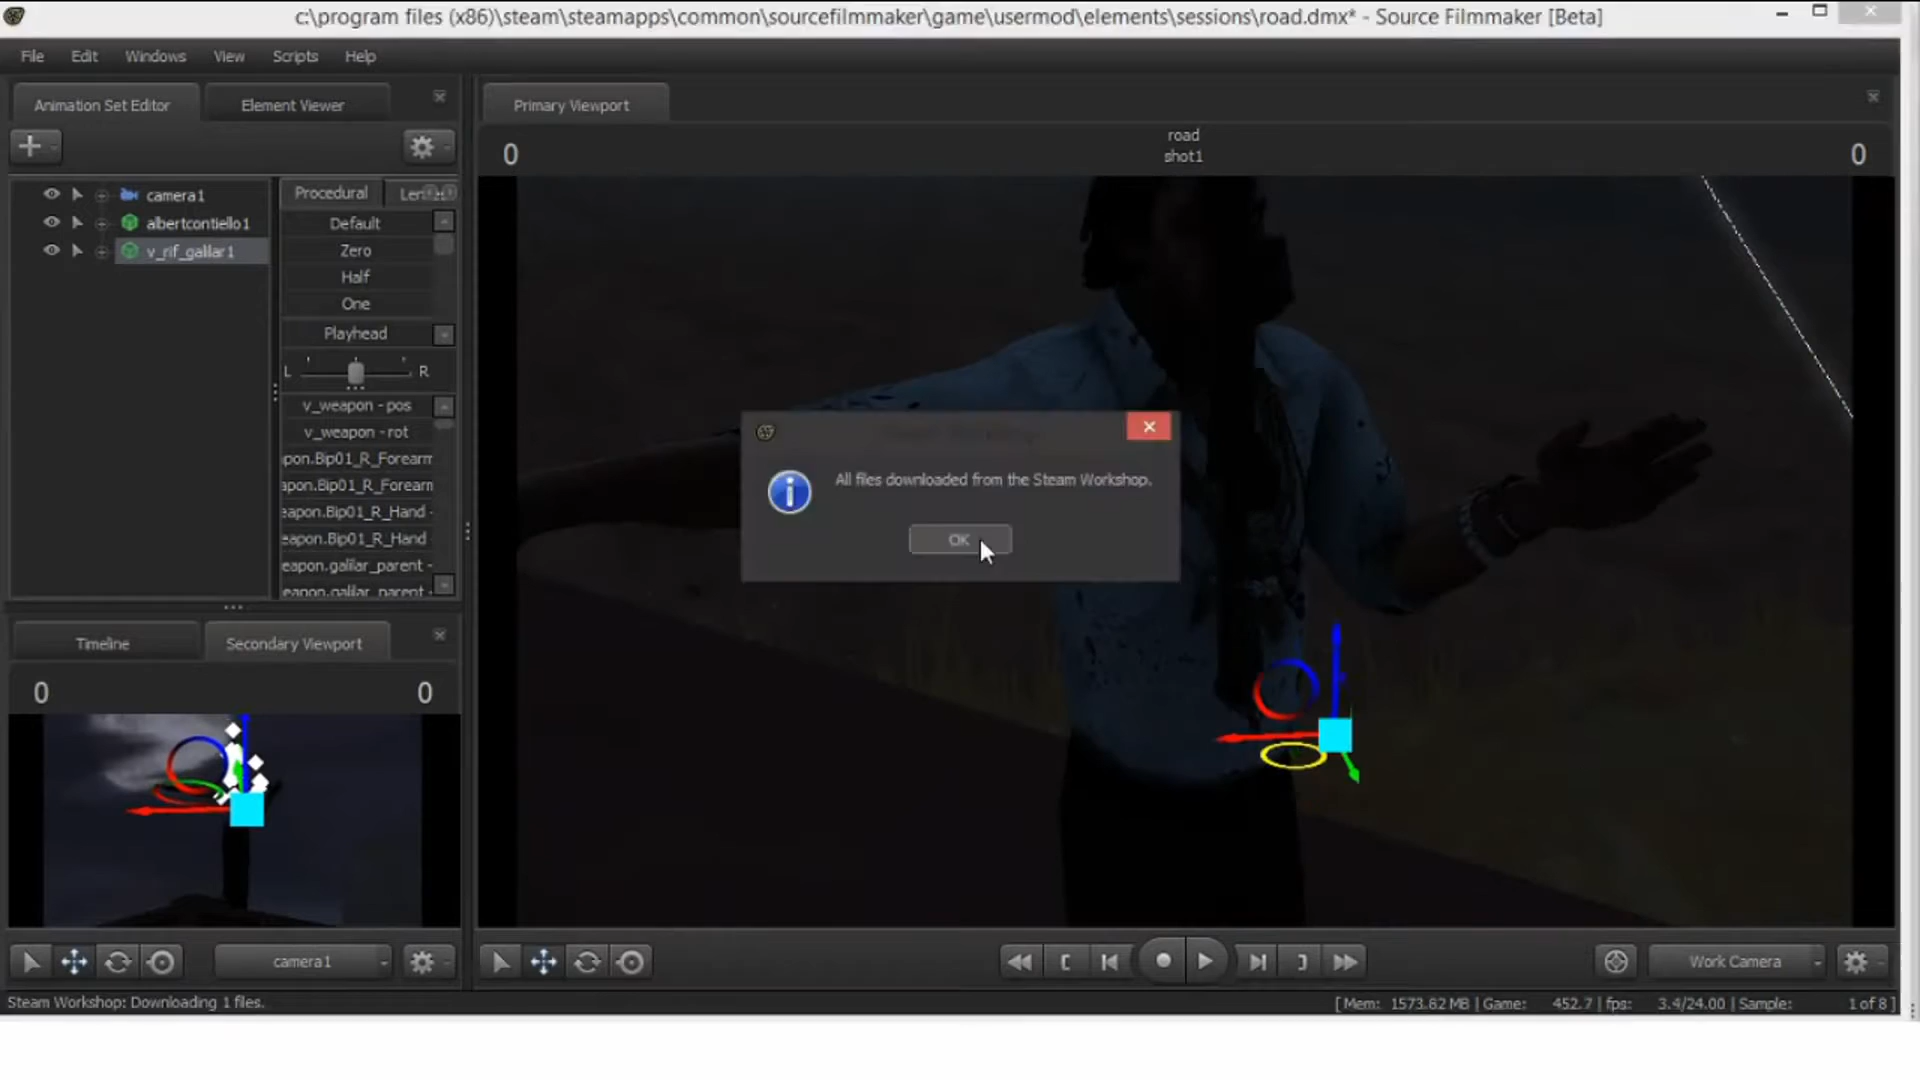 c:\program files (x86)\steam\steamapps\common\sourcefilmmaker\game\usermod\elements\sessions\road.dmx* - Source Filmmaker [Beta]
File Edit Windows View Scripts Help
Animation Set Editor Element Viewer
Primary Viewport
0 road 0
shot1
camera1
albertcontiello1
v_rif_galilar1
Procedural
Default
Zero
Half
One
Playhead
L R
v_weapon - pos
v_weapon - rot
pon.Bip01_R_Forearm
apon.Bip01_R_Forearm
eapon.Bip01_R_Hand -
eapon.Bip01_R_Hand
eapon.galilar_parent -
eapon.galilar_parent -
All files downloaded from the Steam Workshop.
OK
Timeline Secondary Viewport
0 0
camera1
Work Camera
Steam Workshop: Downloading 1 files.
[ Mem: 1573.82 MB | Game: 452.7 | fps: 3.4/24.00 | Sample: 1 of 8 ]